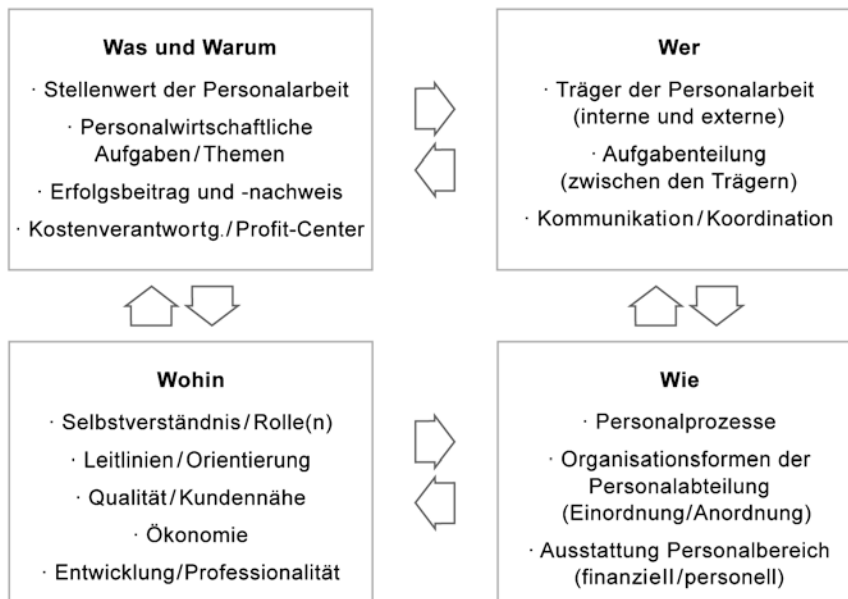 Was und Warum
· Stellenwert der Personalarbeit
· Personalwirtschaftliche
Aufgaben/Themen
· Erfolgsbeitrag und -nachweis
· Kostenverantwortg./Profit-Center
Wer
· Träger der Personalarbeit
(interne und externe)
· Aufgabenteilung
(zwischen den Trägern)
· Kommunikation/Koordination
Wohin
· Selbstverständnis/Rolle(n)
· Leitlinien/Orientierung
· Qualität/Kundennähe
· Ökonomie
· Entwicklung/Professionalität
Wie
· Personalprozesse
· Organisationsformen der
Personalabteilung
(Einordnung/Anordnung)
· Ausstattung Personalbereich
(finanziell/personell)